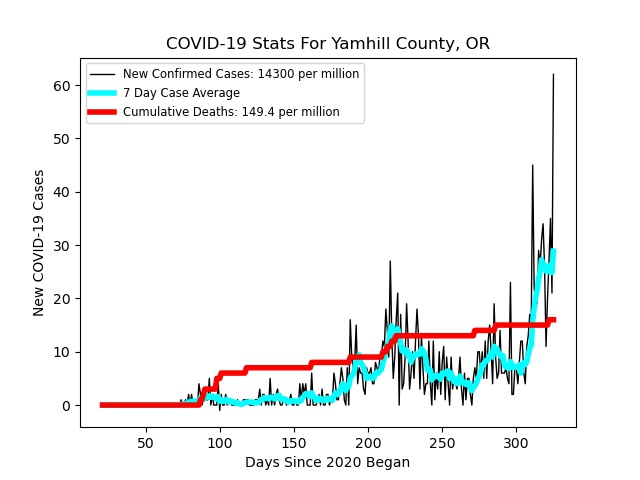 COVID-19 Stats For Yamhill County, OR
New Confirmed Cases: 14300 per million
7 Day Case Average
Cumulative Deaths: 149.4 per million
New COVID-19 Cases
60
50
40
30
20
10
0
50 100 150 200 250 300
Days Since 2020 Began